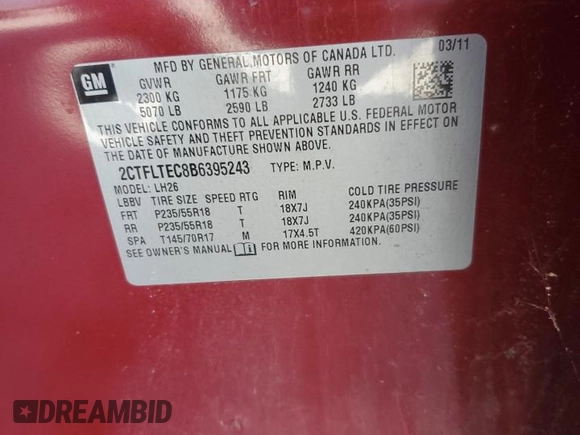 GM
MFD BY GENERAL MOTORS OF CANADA LTD. 03/11
GVWR GAWR FRT GAWR RR
2300 KG 1175 KG 1240 KG
5070 LB 2590 LB 2733 LB
THIS VEHICLE CONFORMS TO ALL APPLICABLE U.S. FEDERAL MOTOR
VEHICLE SAFETY AND THEFT PREVENTION STANDARDS IN EFFECT ON
THE DATE OF MANUFACTURE SHOWN ABOVE.
2CTFLTEC8B6395243 TYPE: M.P.V.
MODEL: LH26
LBBV TIRE SIZE SPEED RTG RIM COLD TIRE PRESSURE
FRT P235/55R18 T 18X7J 240KPA(35PSI)
RR P235/55R18 T 18X7J 240KPA(35PSI)
SPA T145/70R17 M 17X4.5T 420KPA(60PSI)
SEE OWNER'S MANUAL FOR MORE INFORMATION
DREAMBID